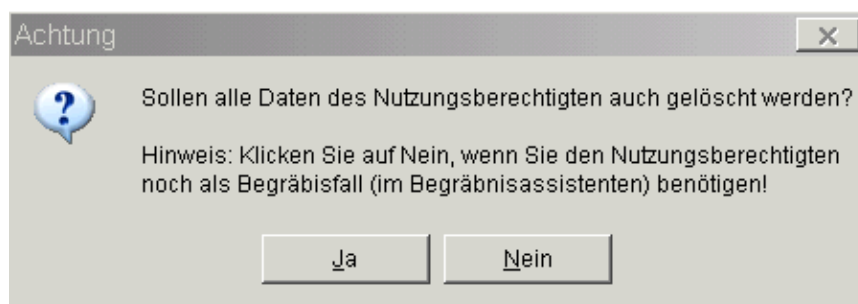 Achtung
Sollen alle Daten des Nutzungsberechtigten auch gelöscht werden?
Hinweis: Klicken Sie auf Nein, wenn Sie den Nutzungsberechtigten
noch als Begräbisfall (im Begräbnisassistenten) benötigen!
Ja Nein